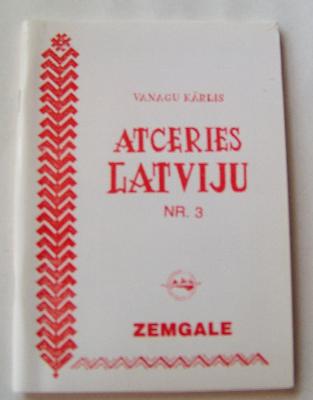 VANAGU KĀRLIS
ATCERIES
LATVIJU
NR. 3
ZEMGALE